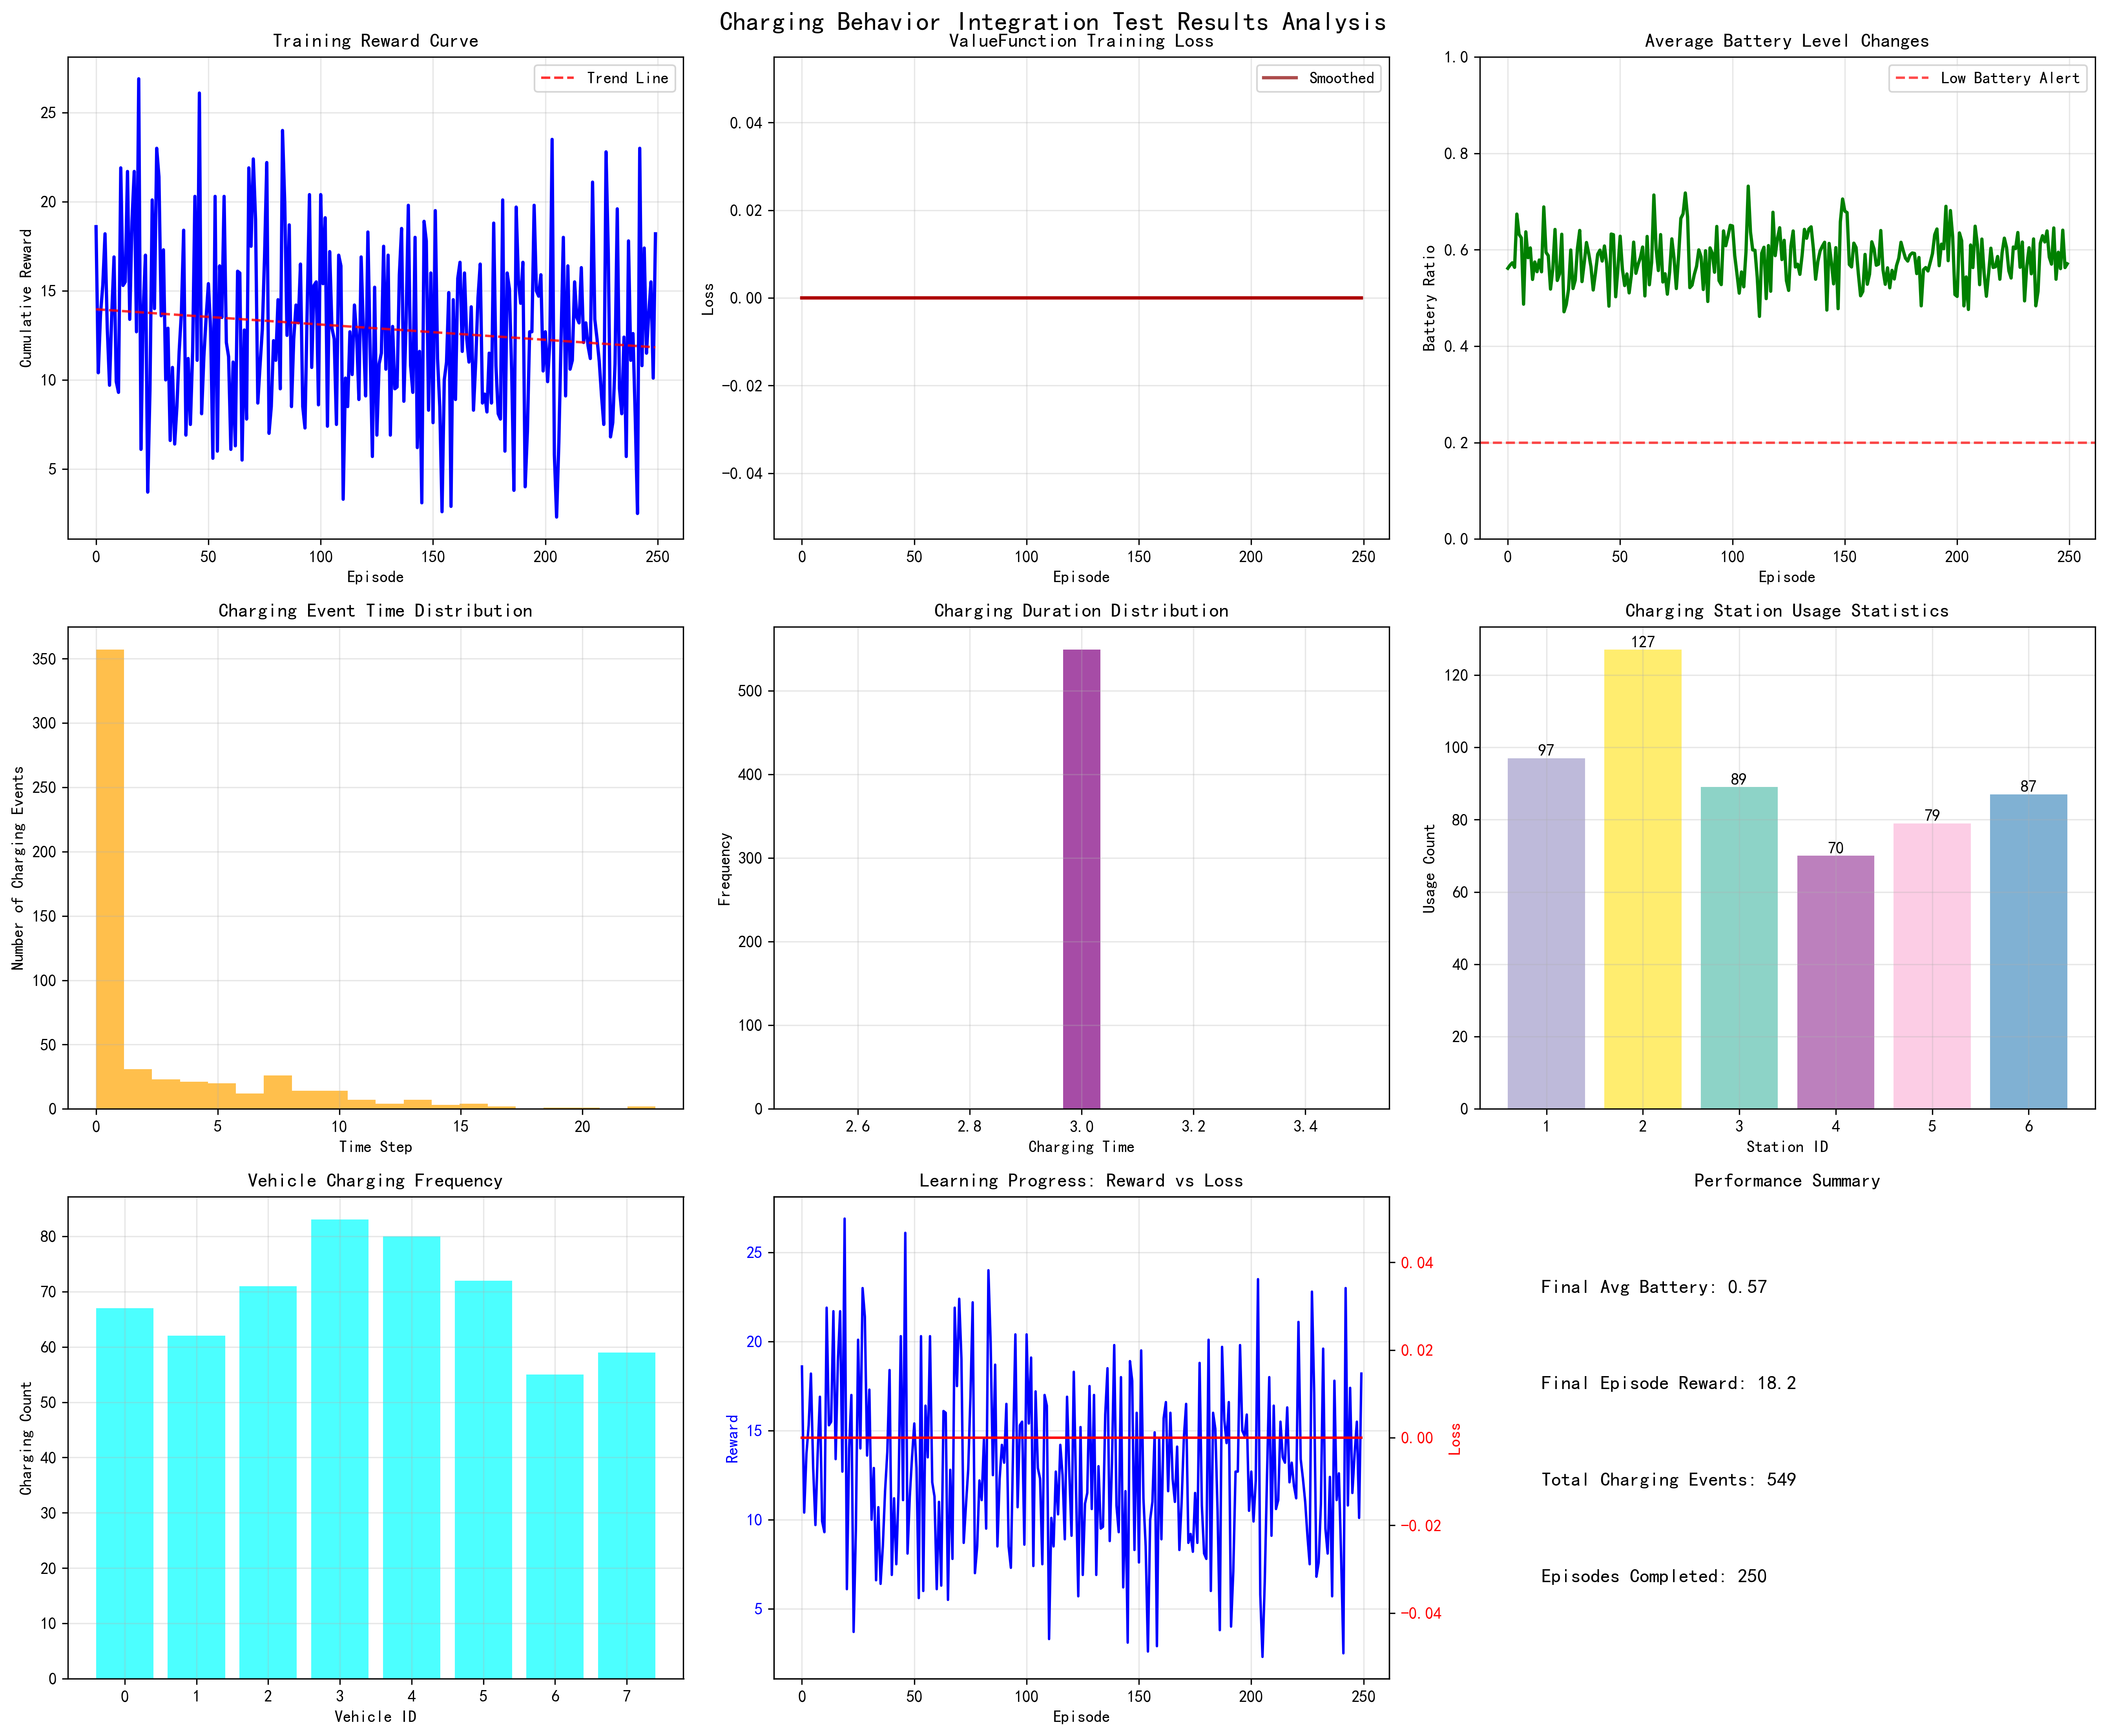 Charging Behavior Integration Test Results Analysis
Training Reward Curve
Trend Line
25
20
15
10
5
Cumulative Reward
0 50 100 150 200 250
Episode
ValueFunction Training Loss
Smoothed
0.04
0.02
0.00
-0.02
-0.04
Loss
0 50 100 150 200 250
Episode
Average Battery Level Changes
Low Battery Alert
1.0
0.8
0.6
0.4
0.2
0.0
Battery Ratio
0 50 100 150 200 250
Episode
Charging Event Time Distribution
350
300
250
200
150
100
50
0
Number of Charging Events
0 5 10 15 20
Time Step
Charging Duration Distribution
500
400
300
200
100
0
Frequency
2.6 2.8 3.0 3.2 3.4
Charging Time
Charging Station Usage Statistics
120
100
80
60
40
20
0
Usage Count
97 127 89 70 79 87
1 2 3 4 5 6
Station ID
Vehicle Charging Frequency
80
70
60
50
40
30
20
10
0
Charging Count
0 1 2 3 4 5 6 7
Vehicle ID
Learning Progress: Reward vs Loss
25
20
15
10
5
Reward
0.04
0.02
0.00
-0.02
-0.04
Loss
0 50 100 150 200 250
Episode
Performance Summary
Final Avg Battery: 0.57
Final Episode Reward: 18.2
Total Charging Events: 549
Episodes Completed: 250